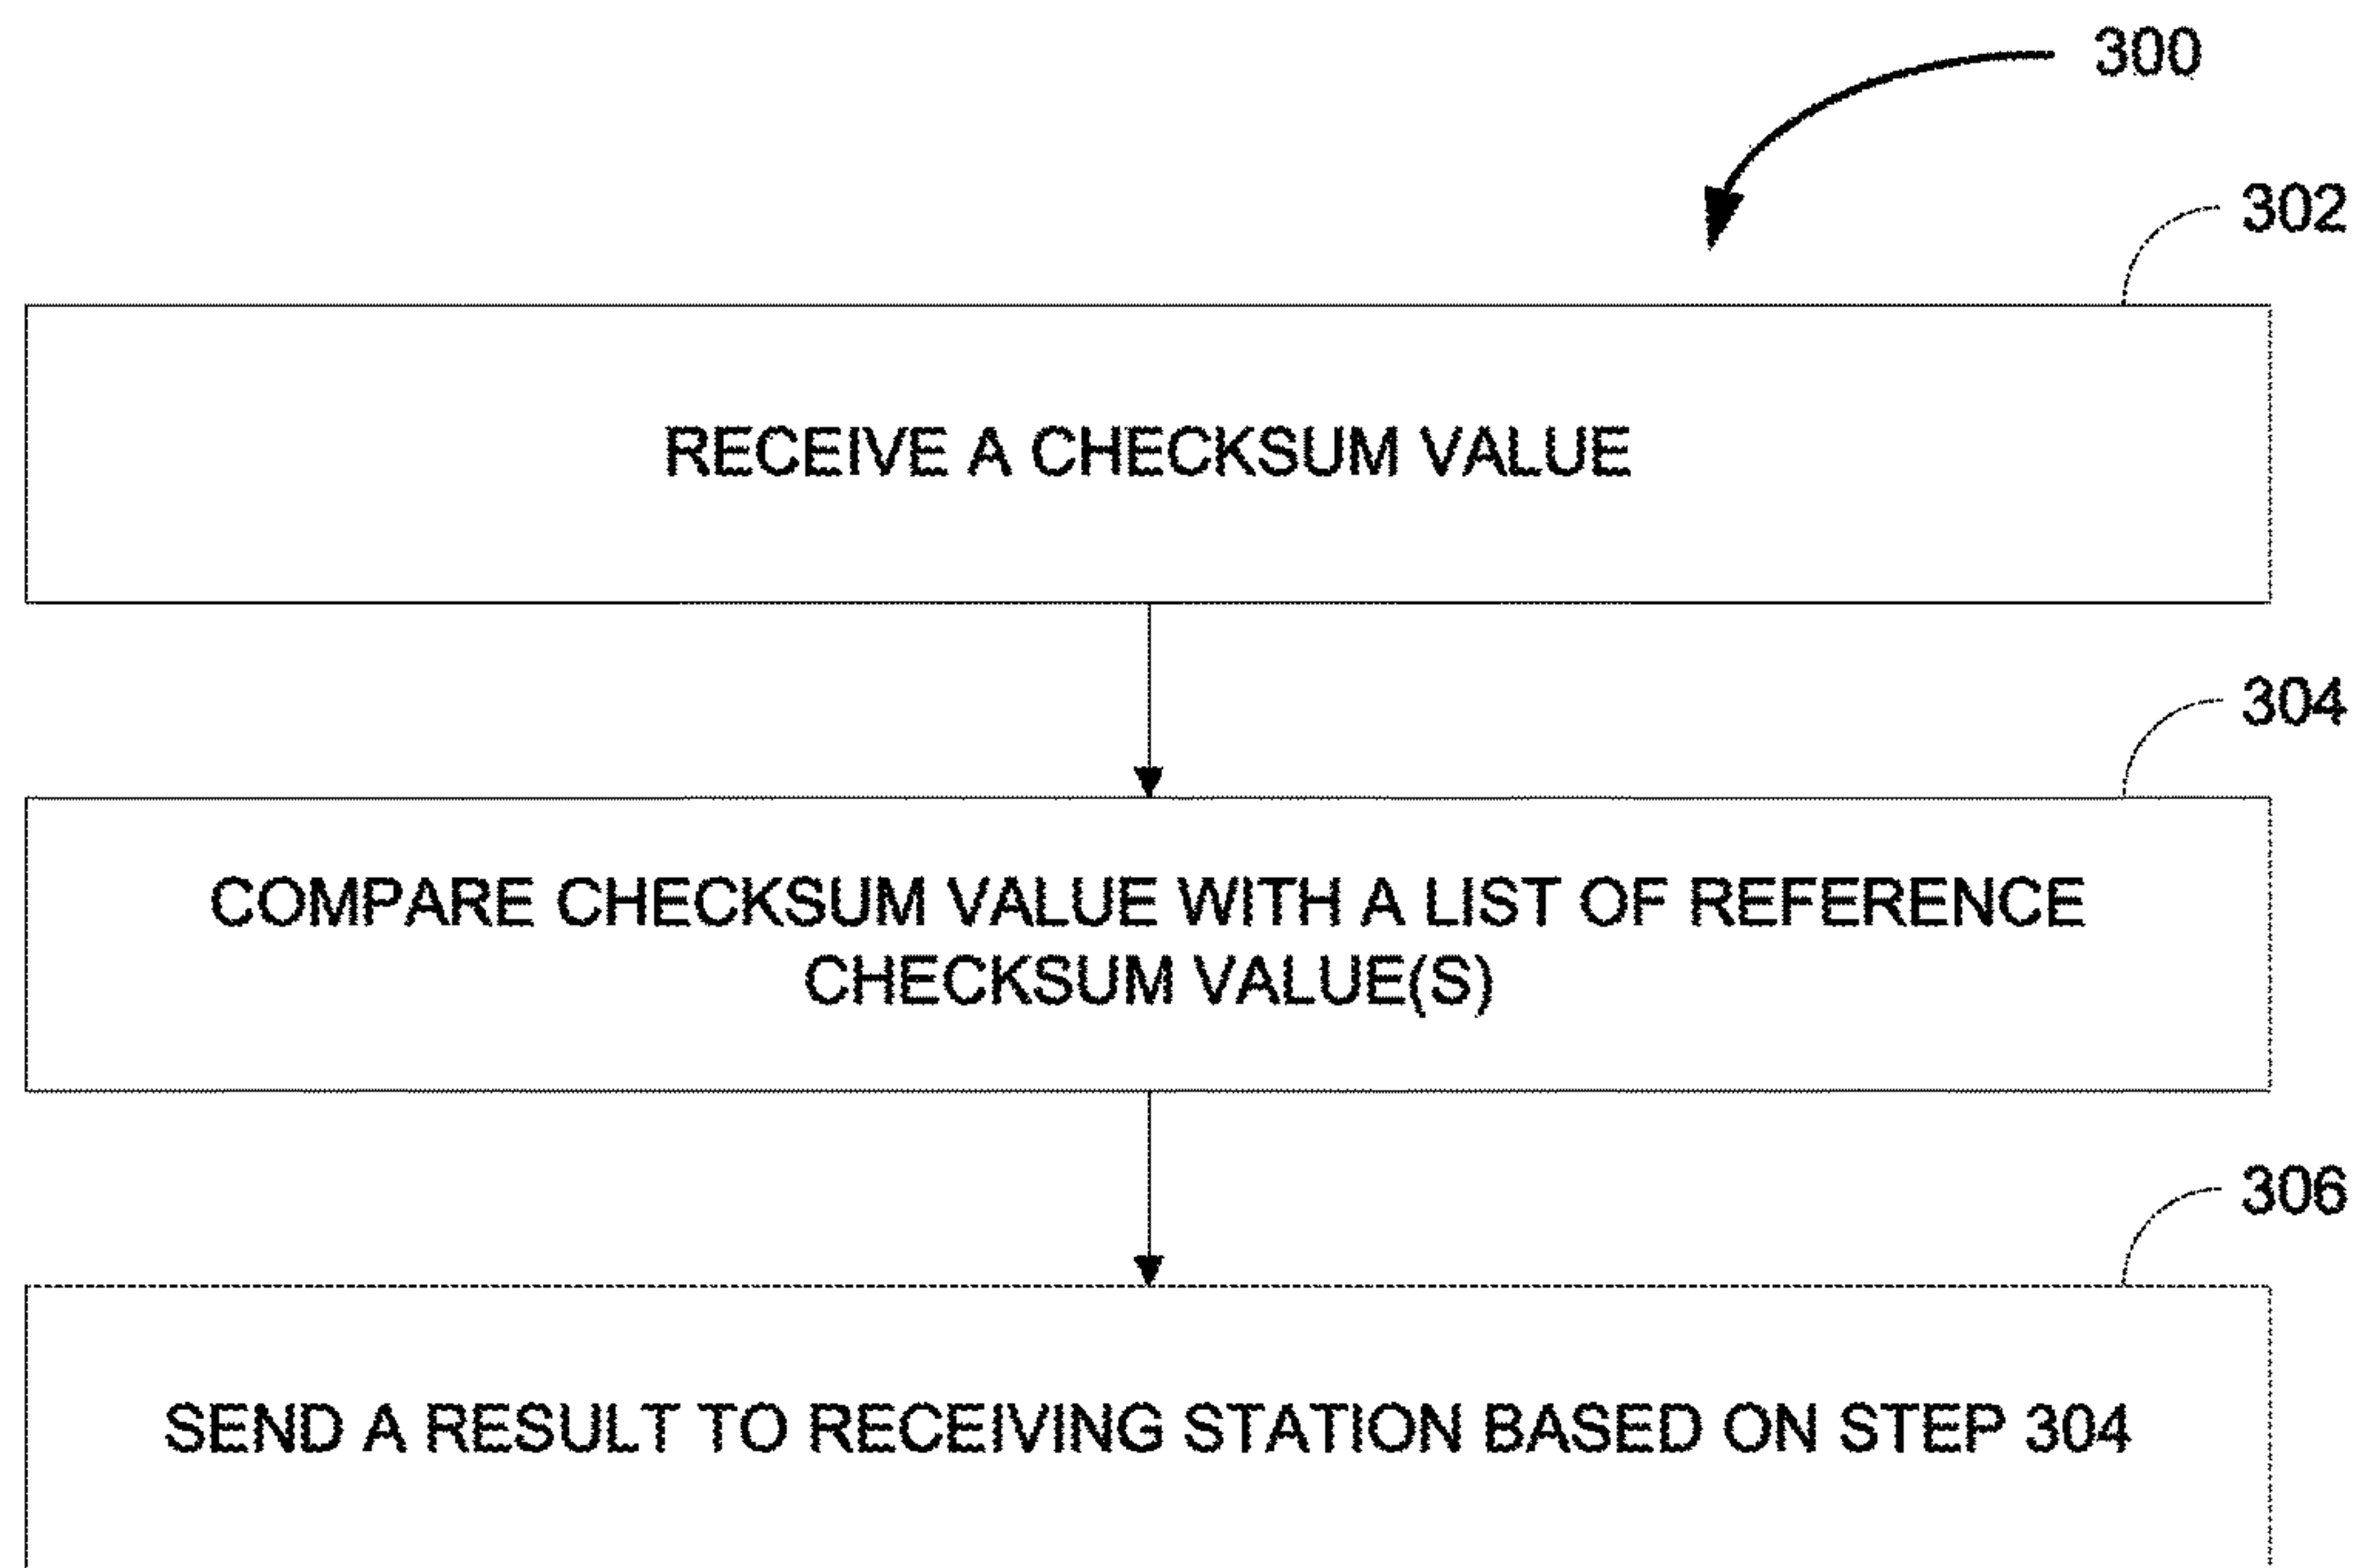 300
302
RECEIVE A CHECKSUM VALUE
304
COMPARE CHECKSUM VALUE WITH A LIST OF REFERENCE
CHECKSUM VALUE(S)
306
SEND A RESULT TO RECEIVING STATION BASED ON STEP 304